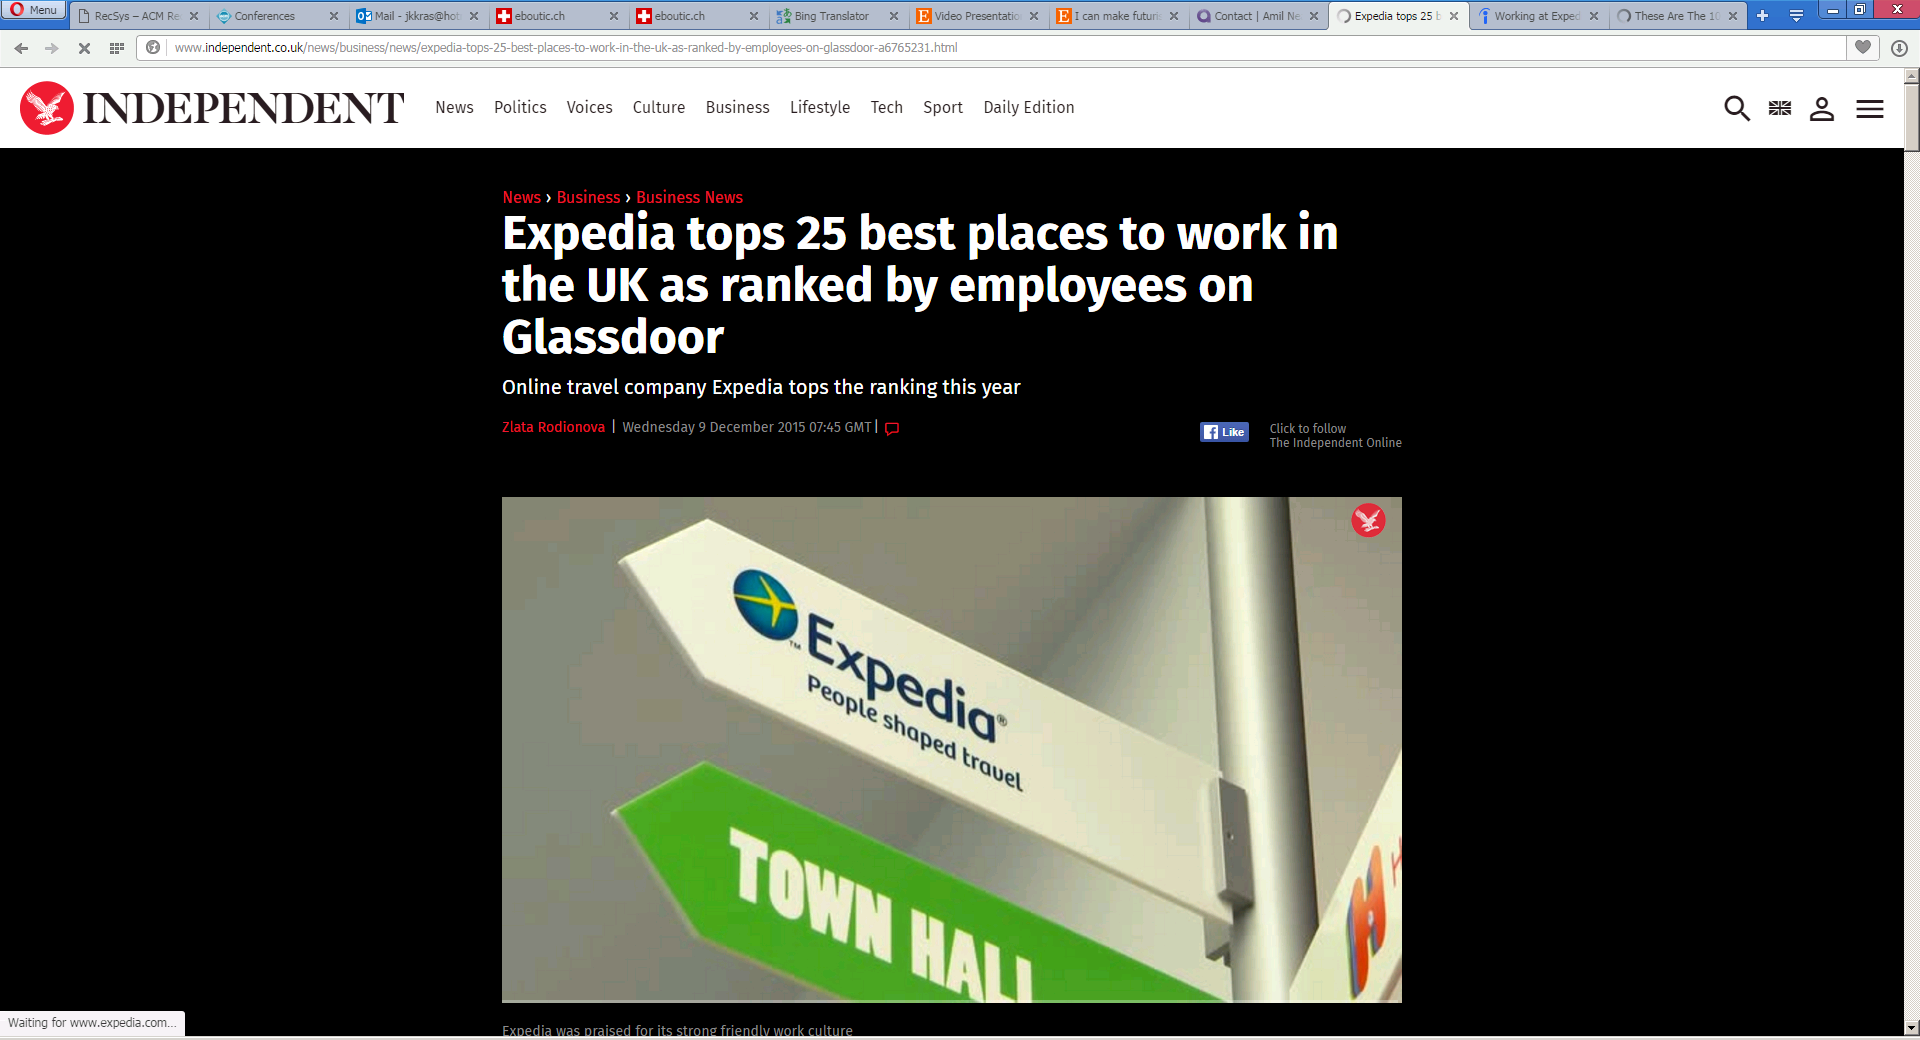 Menu
RecSys – ACM Re
Conferences
Mail - jkkras@hot
eboutic.ch
eboutic.ch
Bing Translator
Video Presentatio
I can make futuri
Contact | Amil Ne
Expedia tops 25 b
Working at Exped
These Are The 10
www.independent.co.uk/news/business/news/expedia-tops-25-best-places-to-work-in-the-uk-as-ranked-by-employees-on-glassdoor-a6765231.html
INDEPENDENT
News Politics Voices Culture Business Lifestyle Tech Sport Daily Edition
News › Business › Business News
Expedia tops 25 best places to work in
the UK as ranked by employees on
Glassdoor
Online travel company Expedia tops the ranking this year
Zlata Rodionova | Wednesday 9 December 2015 07:45 GMT |
Like
Click to follow
The Independent Online
Expedia®
™
People shaped travel
TOWN HALL
H
Waiting for www.expedia.com...
Expedia was praised for its strong friendly work culture